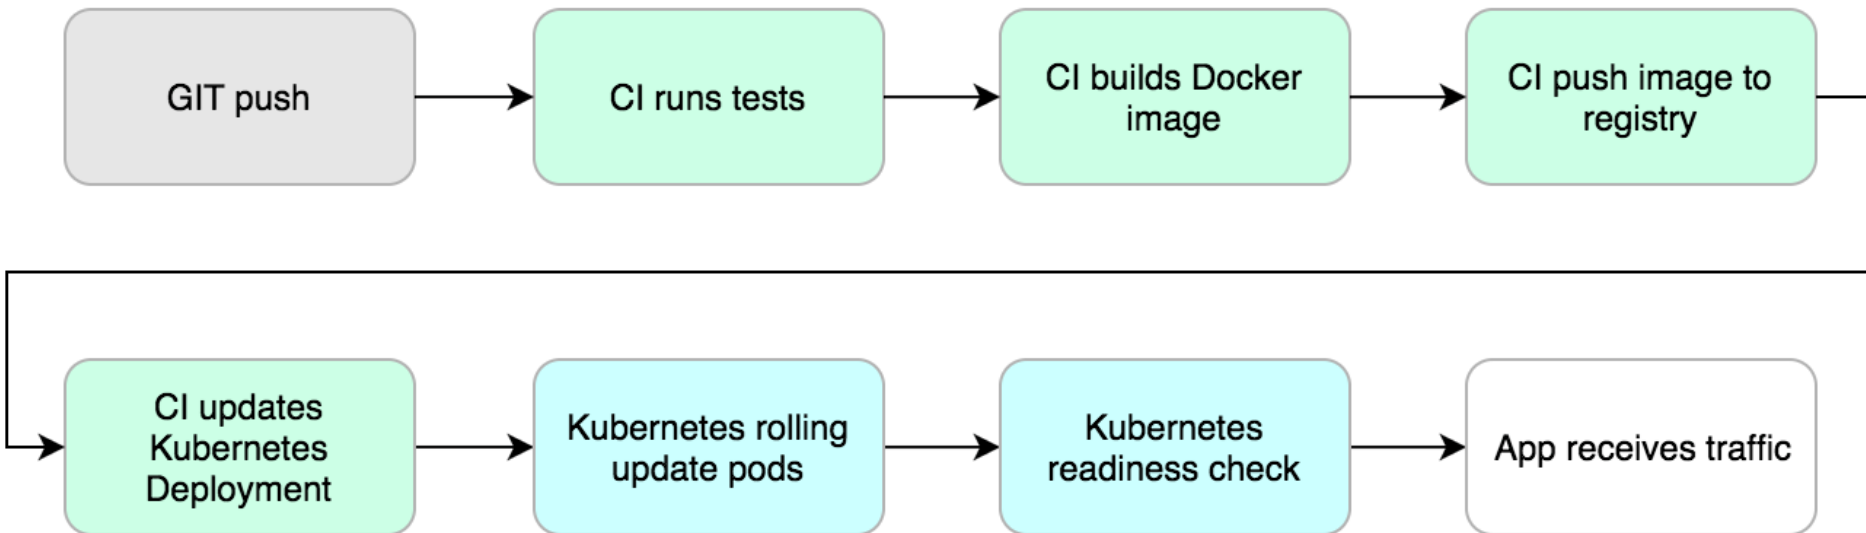 GIT push
CI runs tests
CI builds Docker
image
CI push image to
registry
CI updates
Kubernetes
Deployment
Kubernetes rolling
update pods
Kubernetes
readiness check
App receives traffic